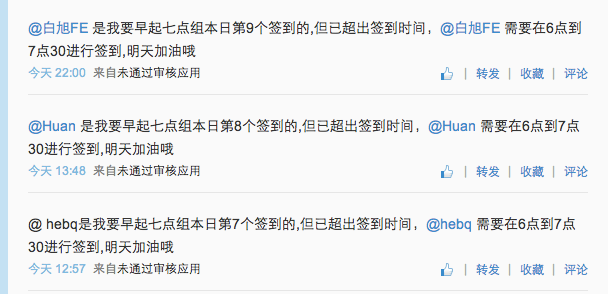 @白旭FE 是我要早起七点组本日第9个签到的,但已超出签到时间，@白旭FE 需要在6点到
7点30进行签到,明天加油哦
今天 22:00 来自未通过审核应用 | 转发 | 收藏 | 评论
@Huan 是我要早起七点组本日第8个签到的,但已超出签到时间，@Huan 需要在6点到7点
30进行签到,明天加油哦
今天 13:48 来自未通过审核应用 | 转发 | 收藏 | 评论
@ hebq是我要早起七点组本日第7个签到的,但已超出签到时间，@hebq 需要在6点到7点
30进行签到,明天加油哦
今天 12:57 来自未通过审核应用 | 转发 | 收藏 | 评论